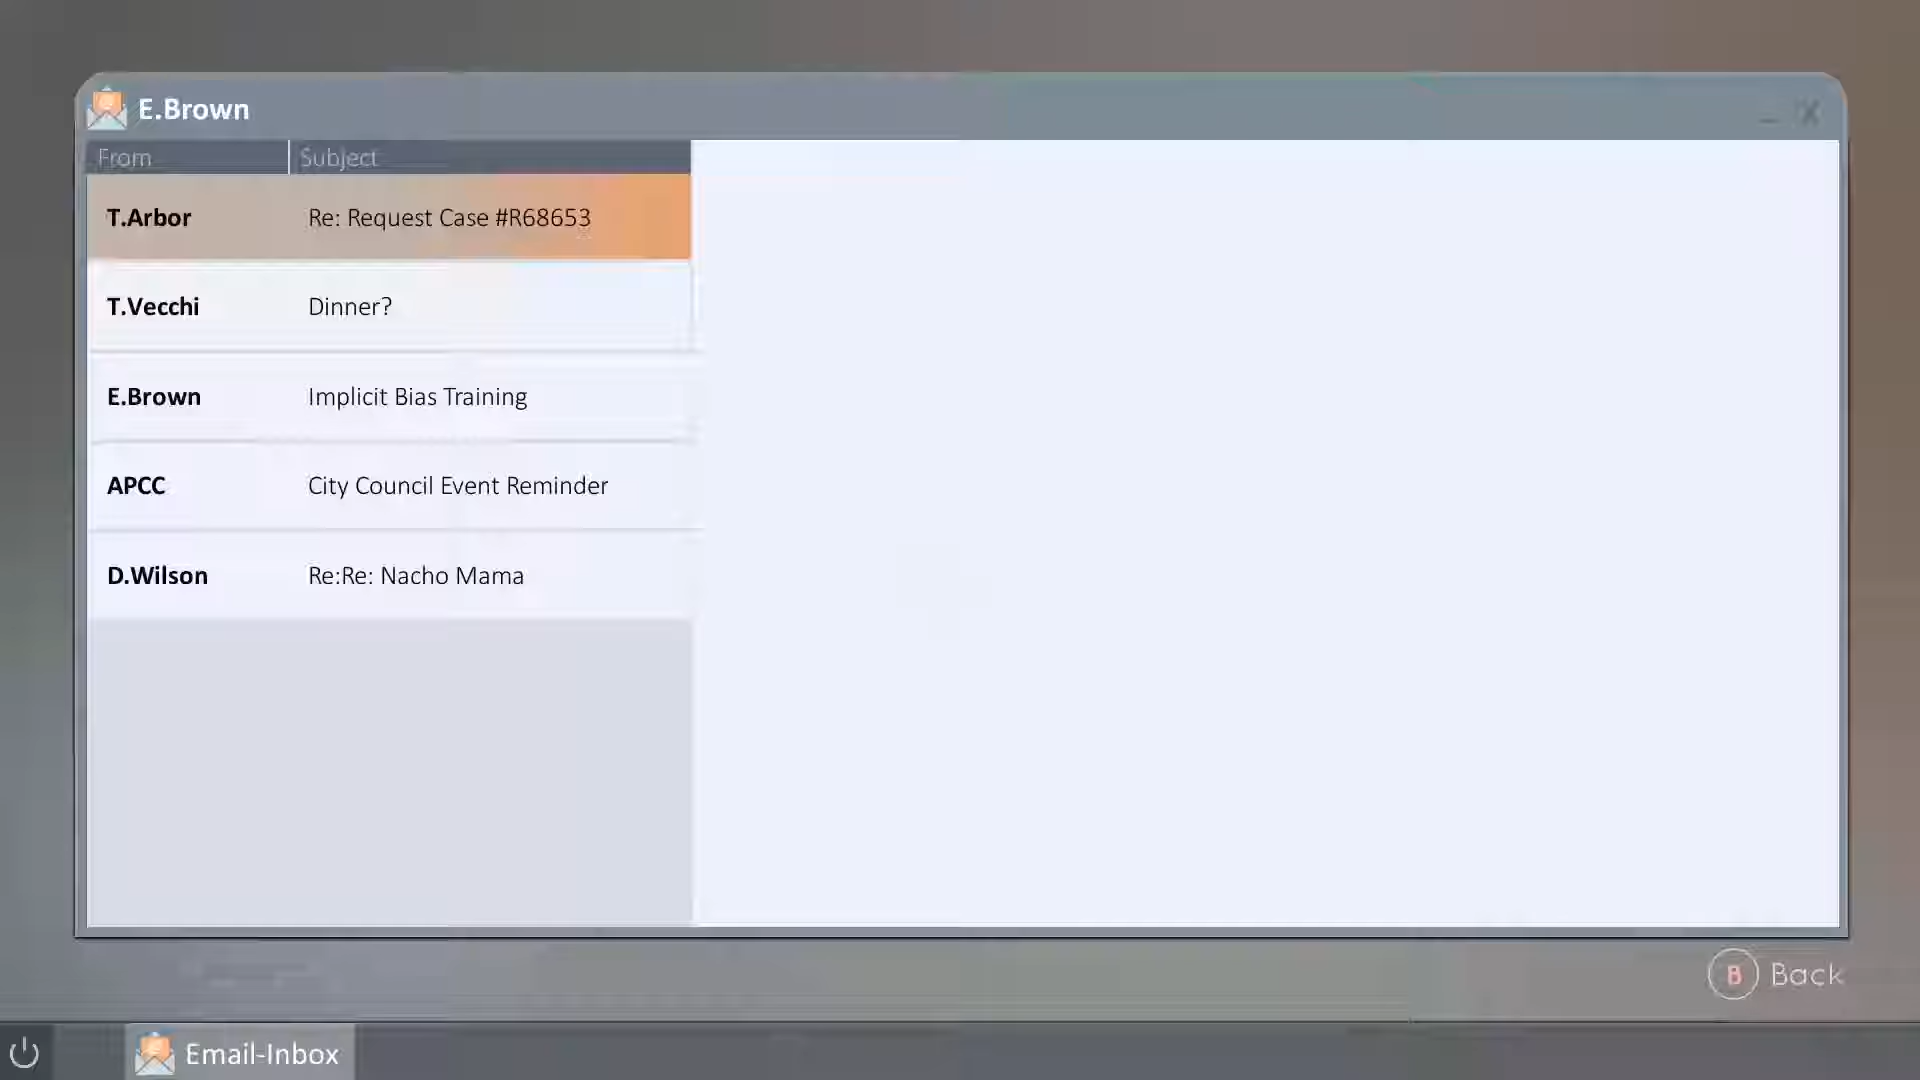 E.Brown
From Subject
T.Arbor Re: Request Case #R68653
T.Vecchi Dinner?
E.Brown Implicit Bias Training
APCC City Council Event Reminder
D.Wilson Re:Re: Nacho Mama
B Back
Email-Inbox